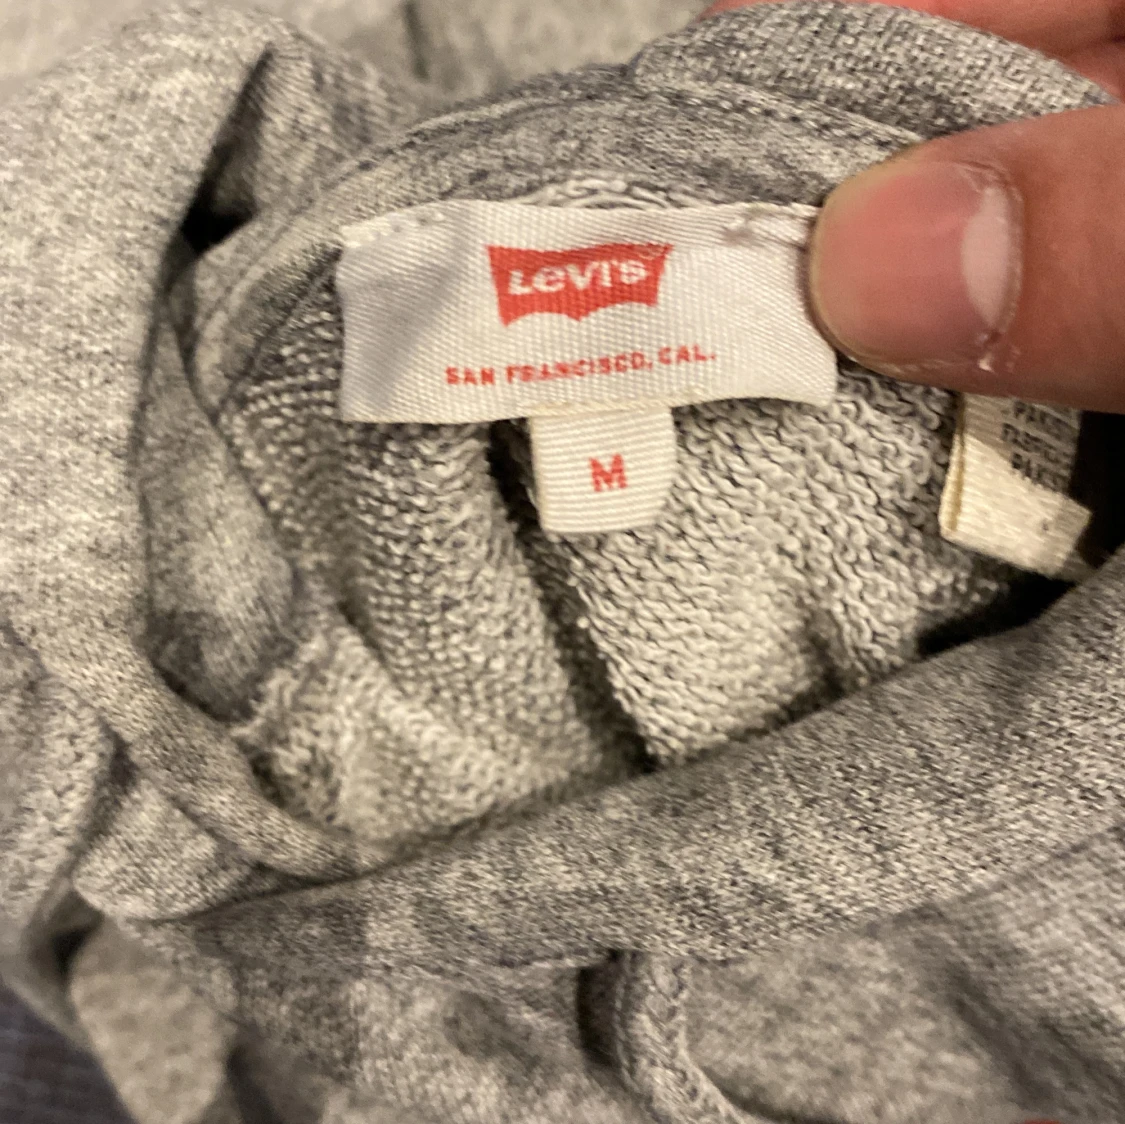 Levi's
SAN FRANCISCO, CAL.
M